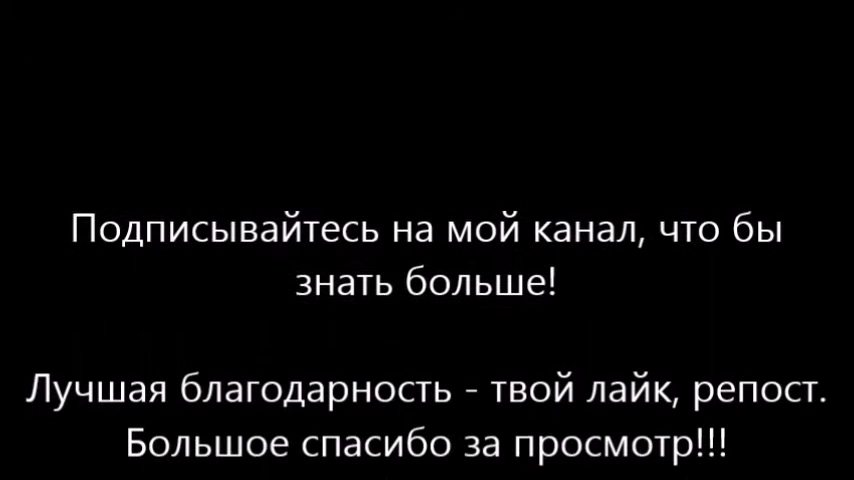 Подписывайтесь на мой канал, что бы
знать больше!
Лучшая благодарность - твой лайк, репост.
Большое спасибо за просмотр!!!